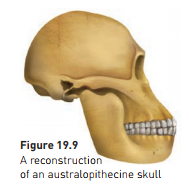 Figure 19.9
A reconstruction
of an australopithecine skull